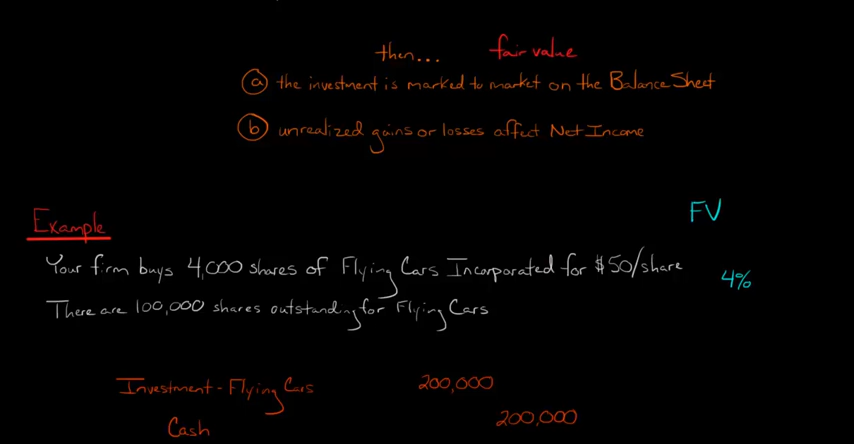 then... fair value
a the investment is marked to market on the Balance Sheet
b unrealized gains or losses affect Net Income
Example
FV
Your firm buys 4,000 shares of Flying Cars Incorporated for $50/share
4%
There are 100,000 shares outstanding for Flying Cars
Investment - Flying Cars 200,000
Cash 200,000